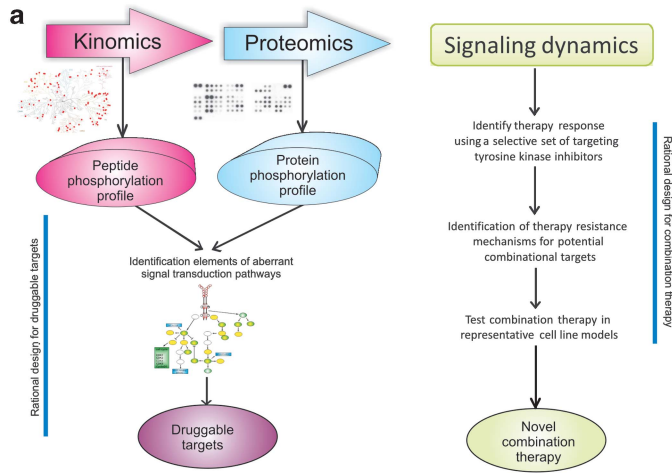 a
Kinomics
Proteomics
Peptide
phosphorylation
profile
Protein
phosphorylation
profile
Identification elements of aberrant
signal transduction pathways
Druggable
targets
Rational design for druggable targets
Signaling dynamics
Identify therapy response
using a selective set of targeting
tyrosine kinase inhibitors
Identification of therapy resistance
mechanisms for potential
combinational targets
Test combination therapy in
representative cell line models
Novel
combination
therapy
Rational design for combination
therapy